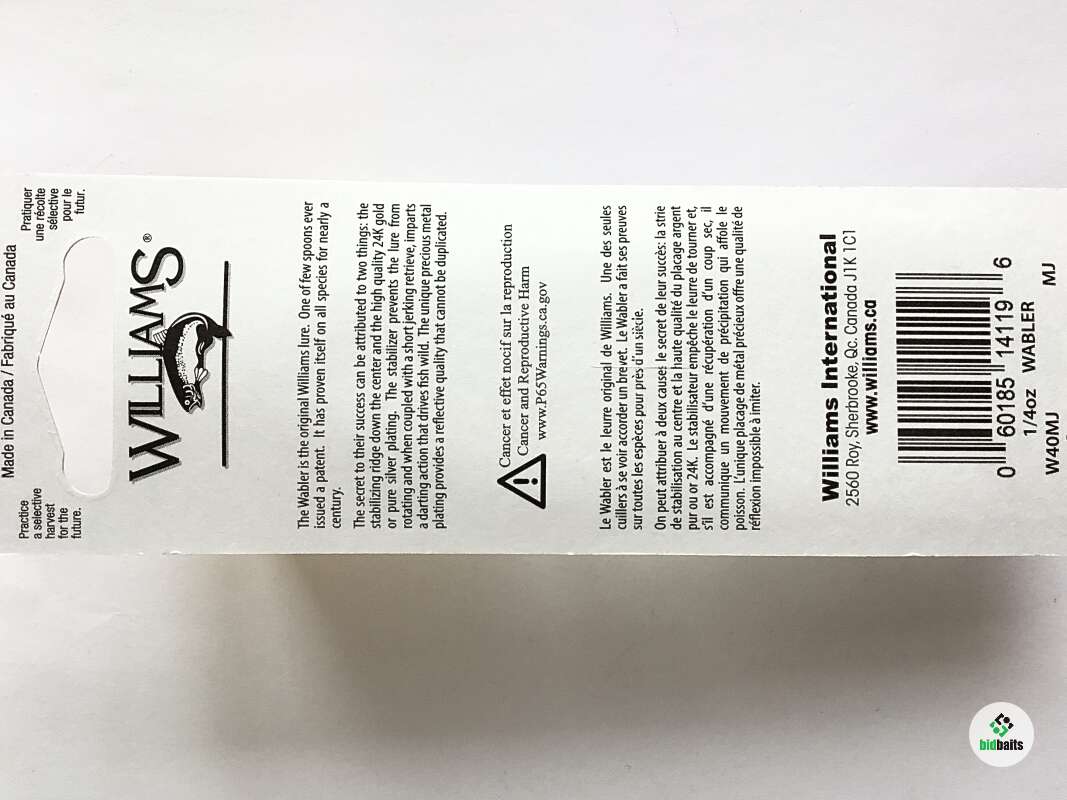 Made in Canada / Fabriqué au Canada
Practice
a selective
harvest
for the
future.
Pratiquer
une récolte
sélective
pour le
futur.
WILLIAMS®
The Wabler is the original Williams lure. One of few spoons ever
issued a patent. It has proven itself on all species for nearly a
century.
The secret to their success can be attributed to two things: the
stabilizing ridge down the center and the high quality 24K gold
or pure silver plating. The stabilizer prevents the lure from
rotating and when coupled with a short jerking retrieve, imparts
a darting action that drives fish wild. The unique precious metal
plating provides a reflective quality that cannot be duplicated.
Cancer et effet nocif sur la reproduction
Cancer and Reproductive Harm
www.P65Warnings.ca.gov
Le Wabler est le leurre original de Williams. Une des seules
cuillers à se voir accorder un brevet. Le Wabler a fait ses preuves
sur toutes les espèces pour près d'un siècle.
On peut attribuer à deux causes le secret de leur succès: la strie
de stabilisation au centre et la haute qualité du placage argent
pur ou or 24K. Le stabilisateur empêche le leurre de tourner et,
s'il est accompagné d'une récupération d'un coup sec, il
communique un mouvement de précipitation qui affole le
poisson. L'unique placage de métal précieux offre une qualité de
réflexion impossible à imiter.
Williams International
2560 Roy, Sherbrooke, Qc. Canada J1K 1C1
www.williams.ca
0 60185 14119 6
1/4oz WABLER
W40MJ MJ
bidbaits